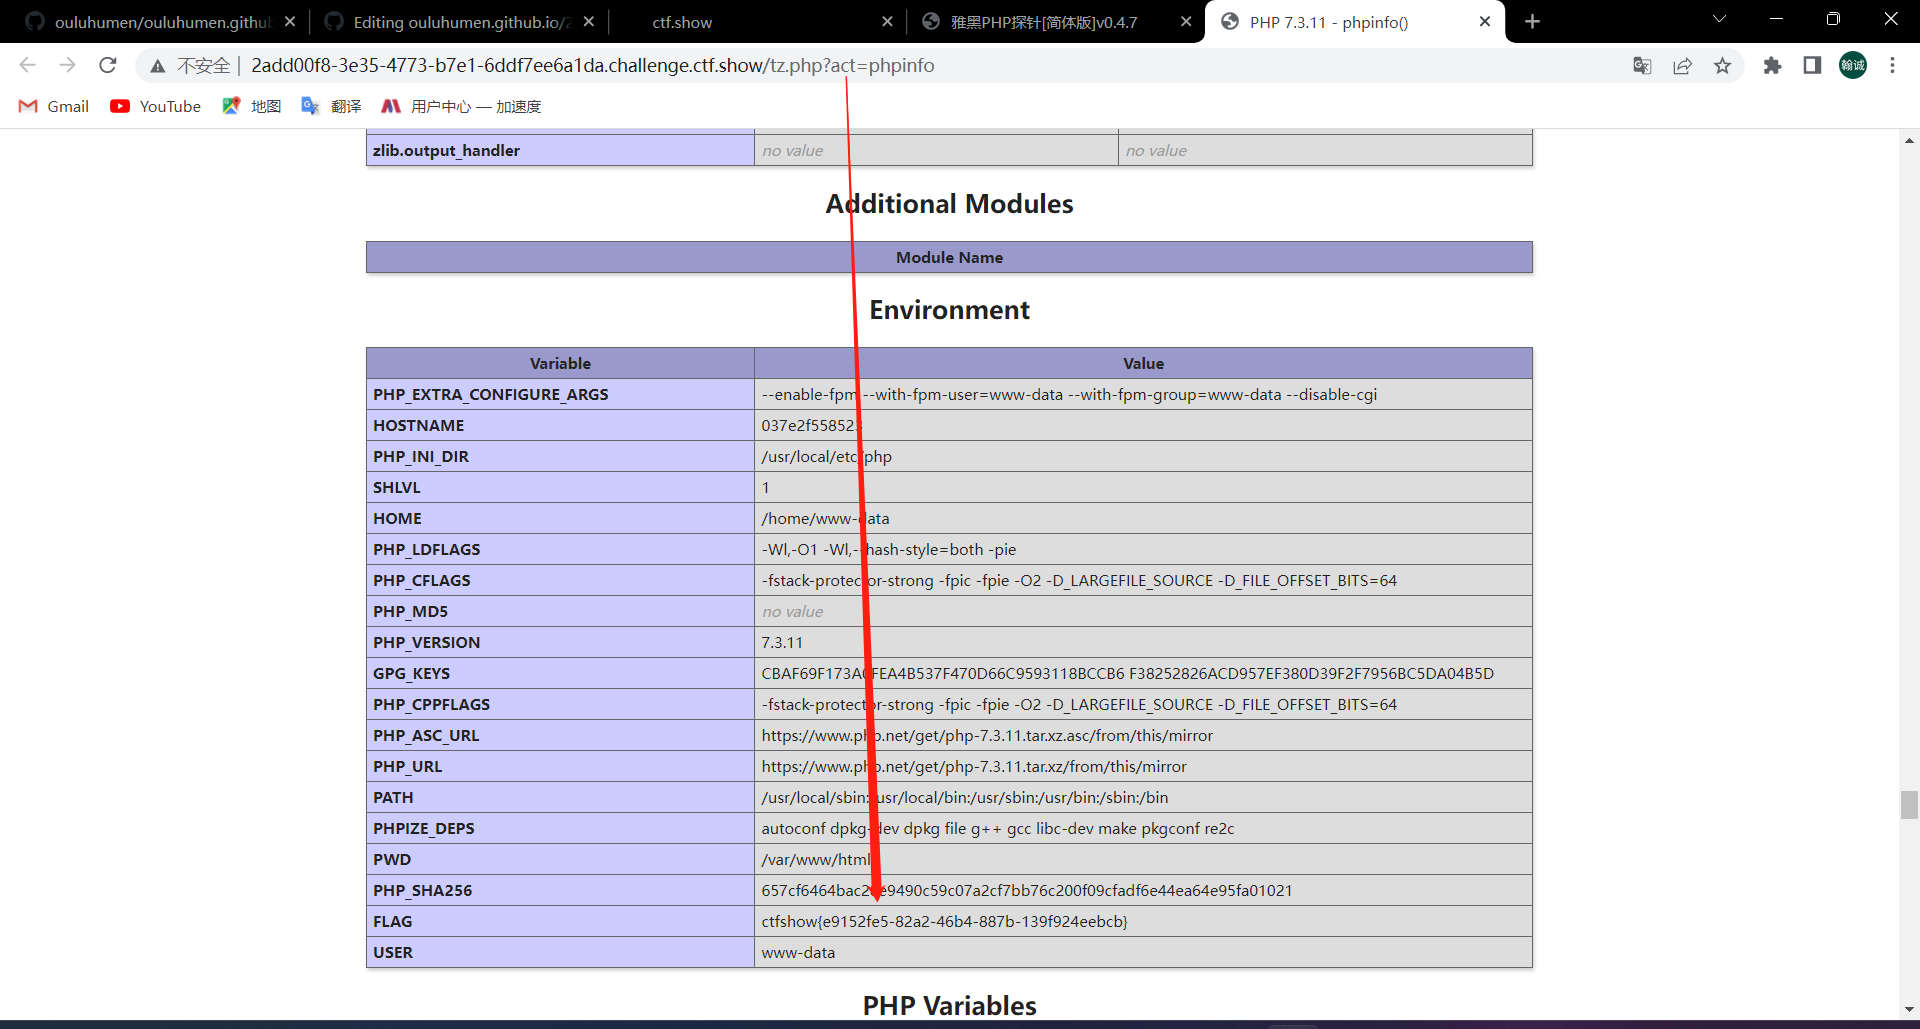 ouluhumen/ouluhumen.github
Editing ouluhumen.github.io/2
ctf.show
雅黑PHP探针[简体版]v0.4.7
PHP 7.3.11 - phpinfo()
不安全 | 2add00f8-3e35-4773-b7e1-6ddf7ee6a1da.challenge.ctf.show/tz.php?act=phpinfo
翰诚
Gmail
YouTube
地图
翻译
用户中心 — 加速度
zlib.output_handler no value no value
Additional Modules
Module Name
Environment
Variable Value
PHP_EXTRA_CONFIGURE_ARGS --enable-fpm --with-fpm-user=www-data --with-fpm-group=www-data --disable-cgi
HOSTNAME 037e2f558523
PHP_INI_DIR /usr/local/etc/php
SHLVL 1
HOME /home/www-data
PHP_LDFLAGS -Wl,-O1 -Wl,--hash-style=both -pie
PHP_CFLAGS -fstack-protector-strong -fpic -fpie -O2 -D_LARGEFILE_SOURCE -D_FILE_OFFSET_BITS=64
PHP_MD5 no value
PHP_VERSION 7.3.11
GPG_KEYS CBAF69F173A0FEA4B537F470D66C9593118BCCB6 F38252826ACD957EF380D39F2F7956BC5DA04B5D
PHP_CPPFLAGS -fstack-protector-strong -fpic -fpie -O2 -D_LARGEFILE_SOURCE -D_FILE_OFFSET_BITS=64
PHP_ASC_URL https://www.php.net/get/php-7.3.11.tar.xz.asc/from/this/mirror
PHP_URL https://www.php.net/get/php-7.3.11.tar.xz/from/this/mirror
PATH /usr/local/sbin:/usr/local/bin:/usr/sbin:/usr/bin:/sbin:/bin
PHPIZE_DEPS autoconf dpkg-dev dpkg file g++ gcc libc-dev make pkgconf re2c
PWD /var/www/html
PHP_SHA256
FLAG ctfshow{e9152fe5-82a2-46b4-887b-139f924eebcb}
USER www-data
PHP Variables